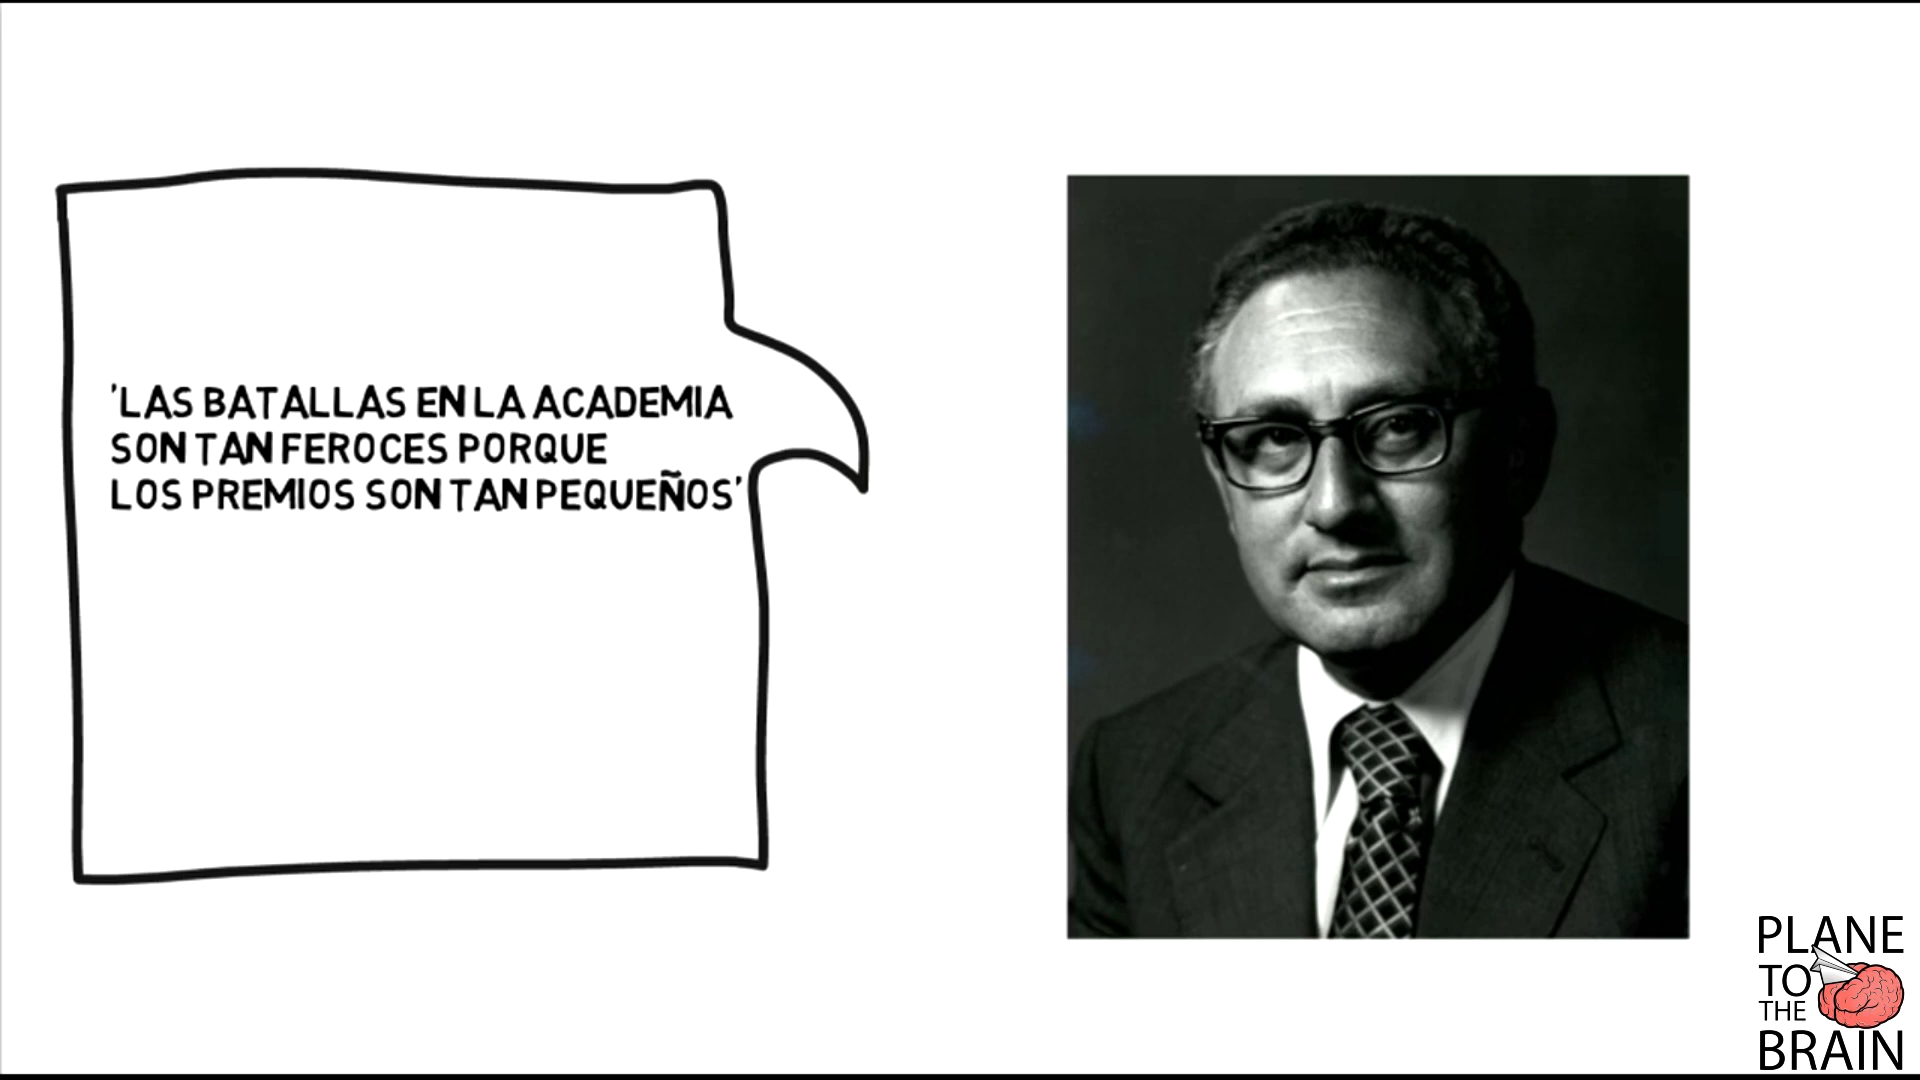 'LAS BATALLAS EN LA ACADEMIA
SON TAN FEROCES PORQUE
LOS PREMIOS SON TAN PEQUEÑOS'
PLANE
TO
THE
BRAIN